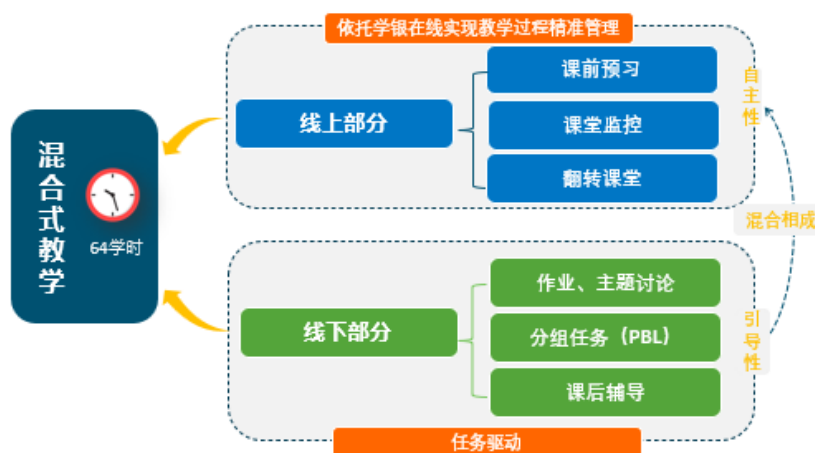 依托学银在线实现教学过程精准管理
混合式教学
64学时
线上部分
课前预习
课堂监控
翻转课堂
自主性
混合相成
线下部分
作业、主题讨论
分组任务（PBL）
课后辅导
引导性
任务驱动